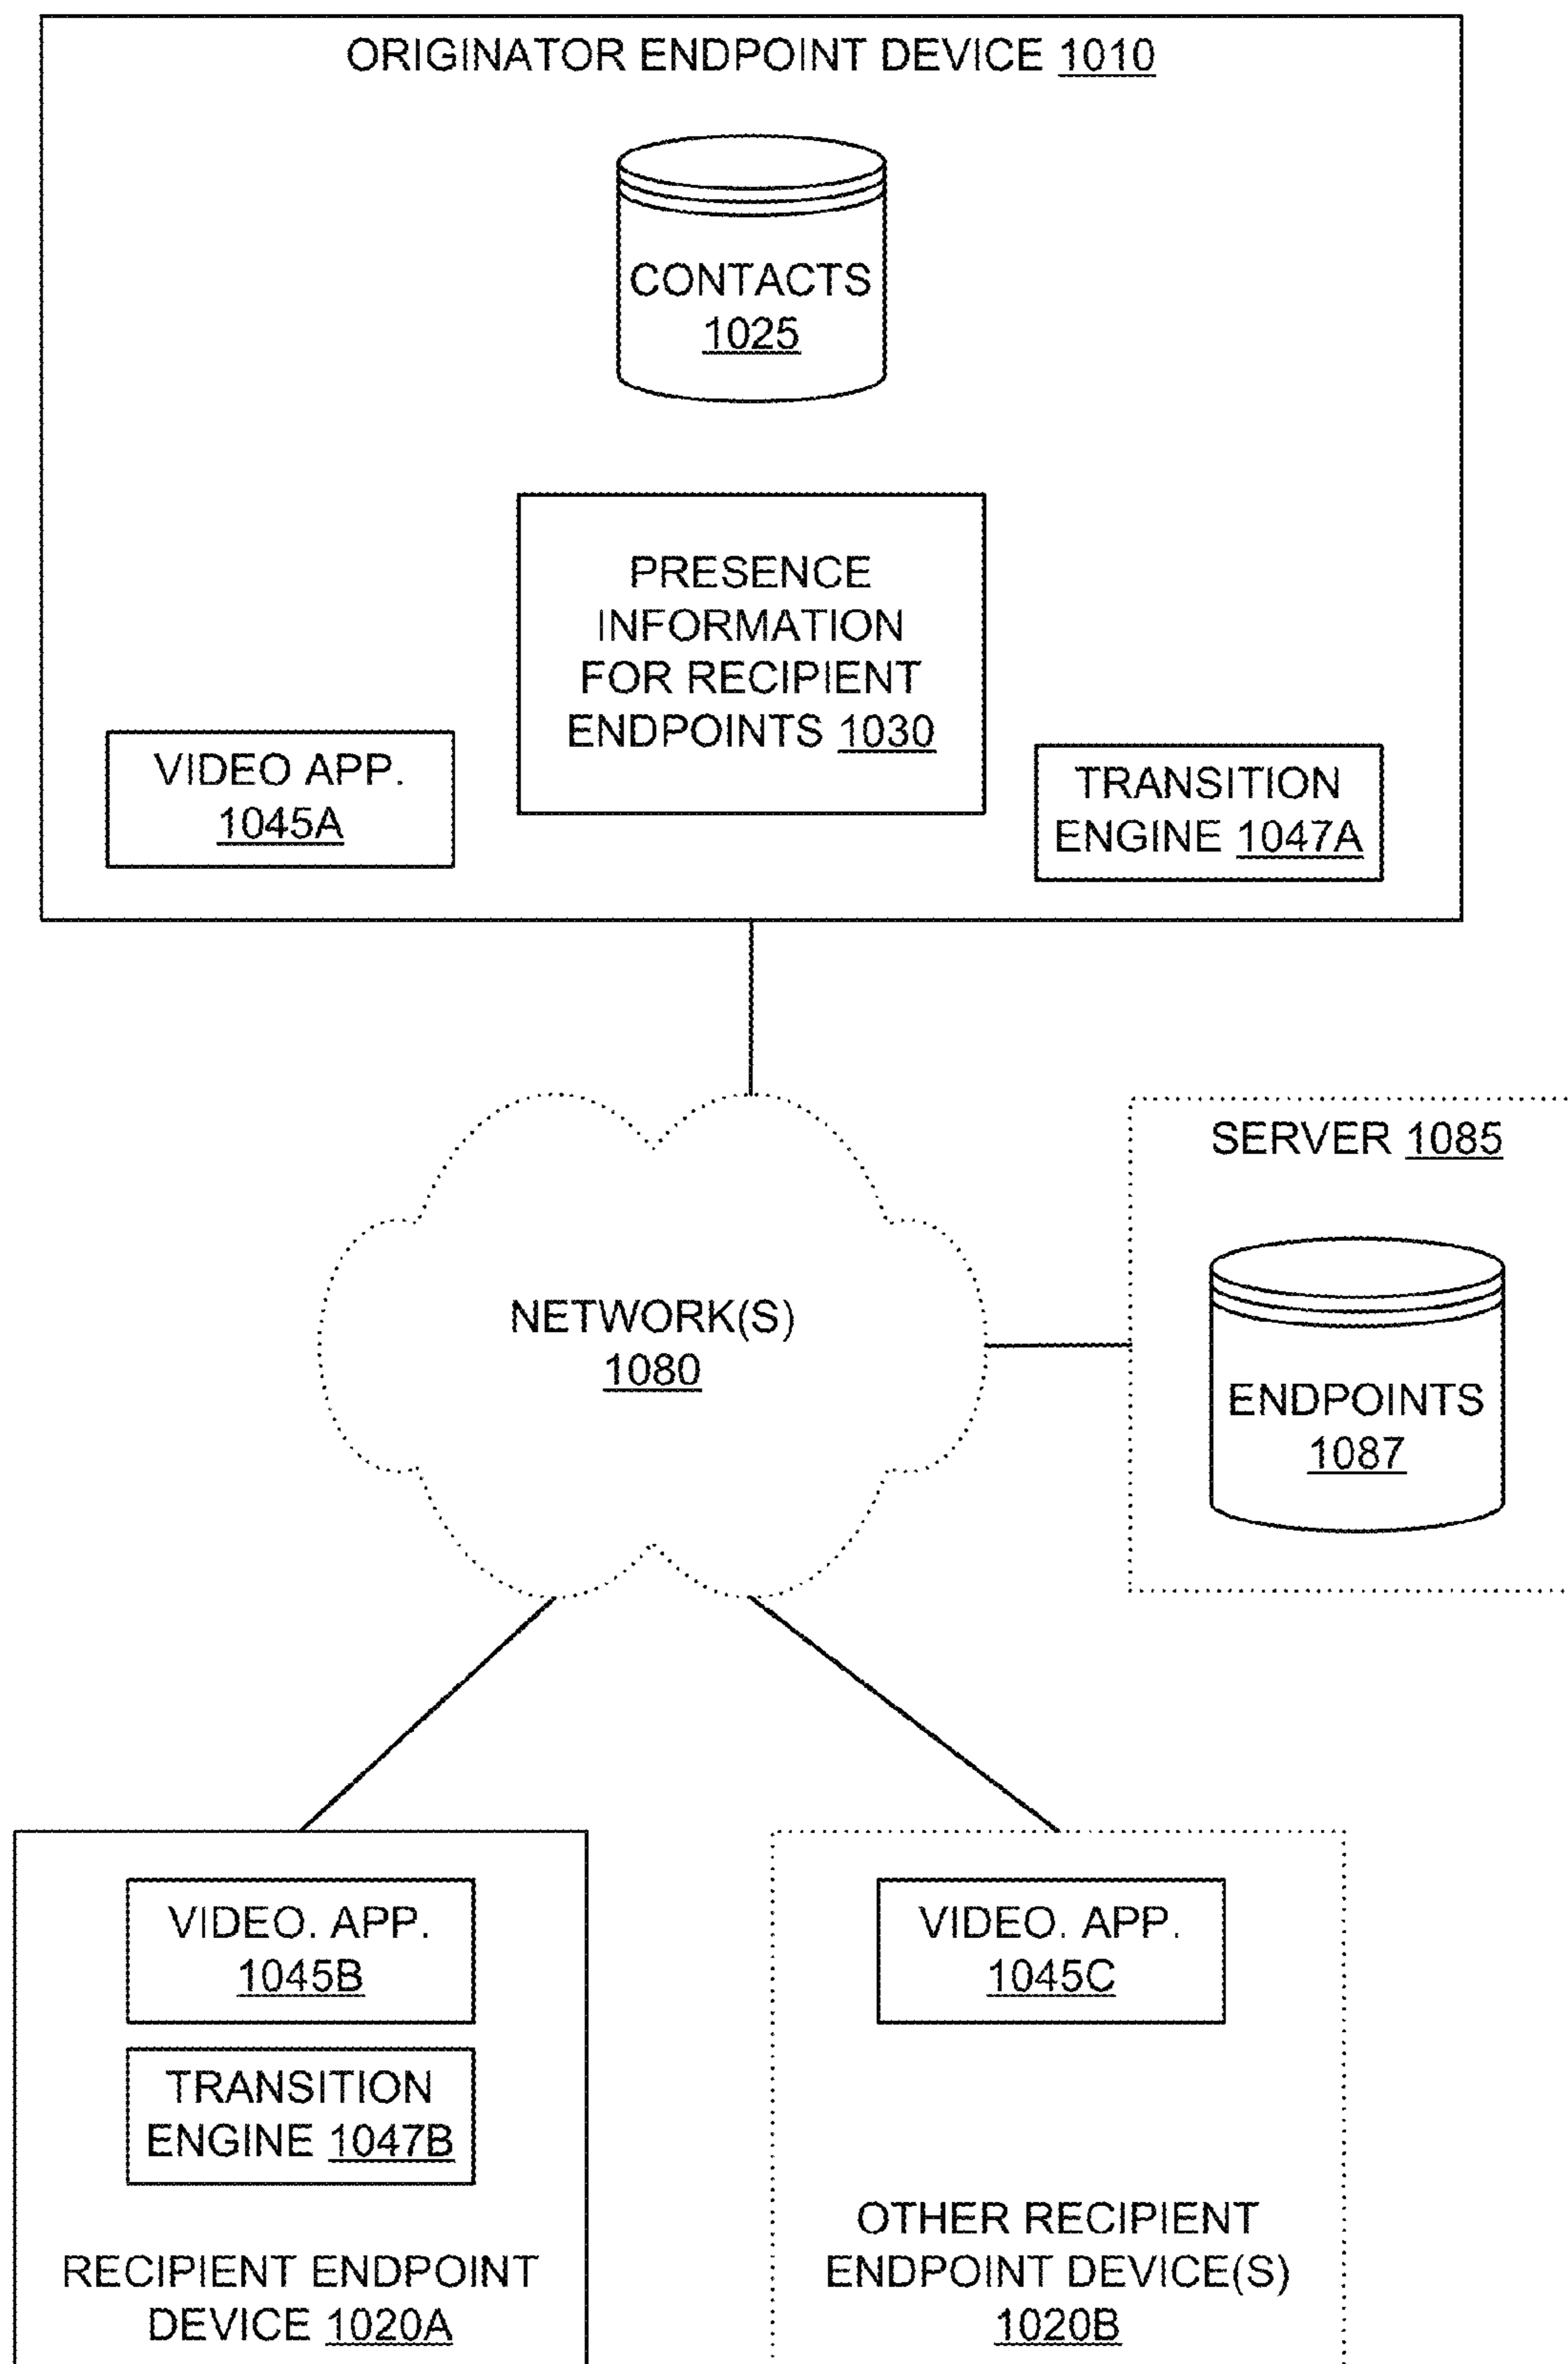 ORIGINATOR ENDPOINT DEVICE 1010
CONTACTS
1025
PRESENCE
INFORMATION
FOR RECIPIENT
ENDPOINTS 1030
VIDEO APP.
1045A
TRANSITION
ENGINE 1047A
SERVER 1085
NETWORK(S)
1080
ENDPOINTS
1087
VIDEO. APP.
1045B
TRANSITION
ENGINE 1047B
RECIPIENT ENDPOINT
DEVICE 1020A
VIDEO. APP.
1045C
OTHER RECIPIENT
ENDPOINT DEVICE(S)
1020B